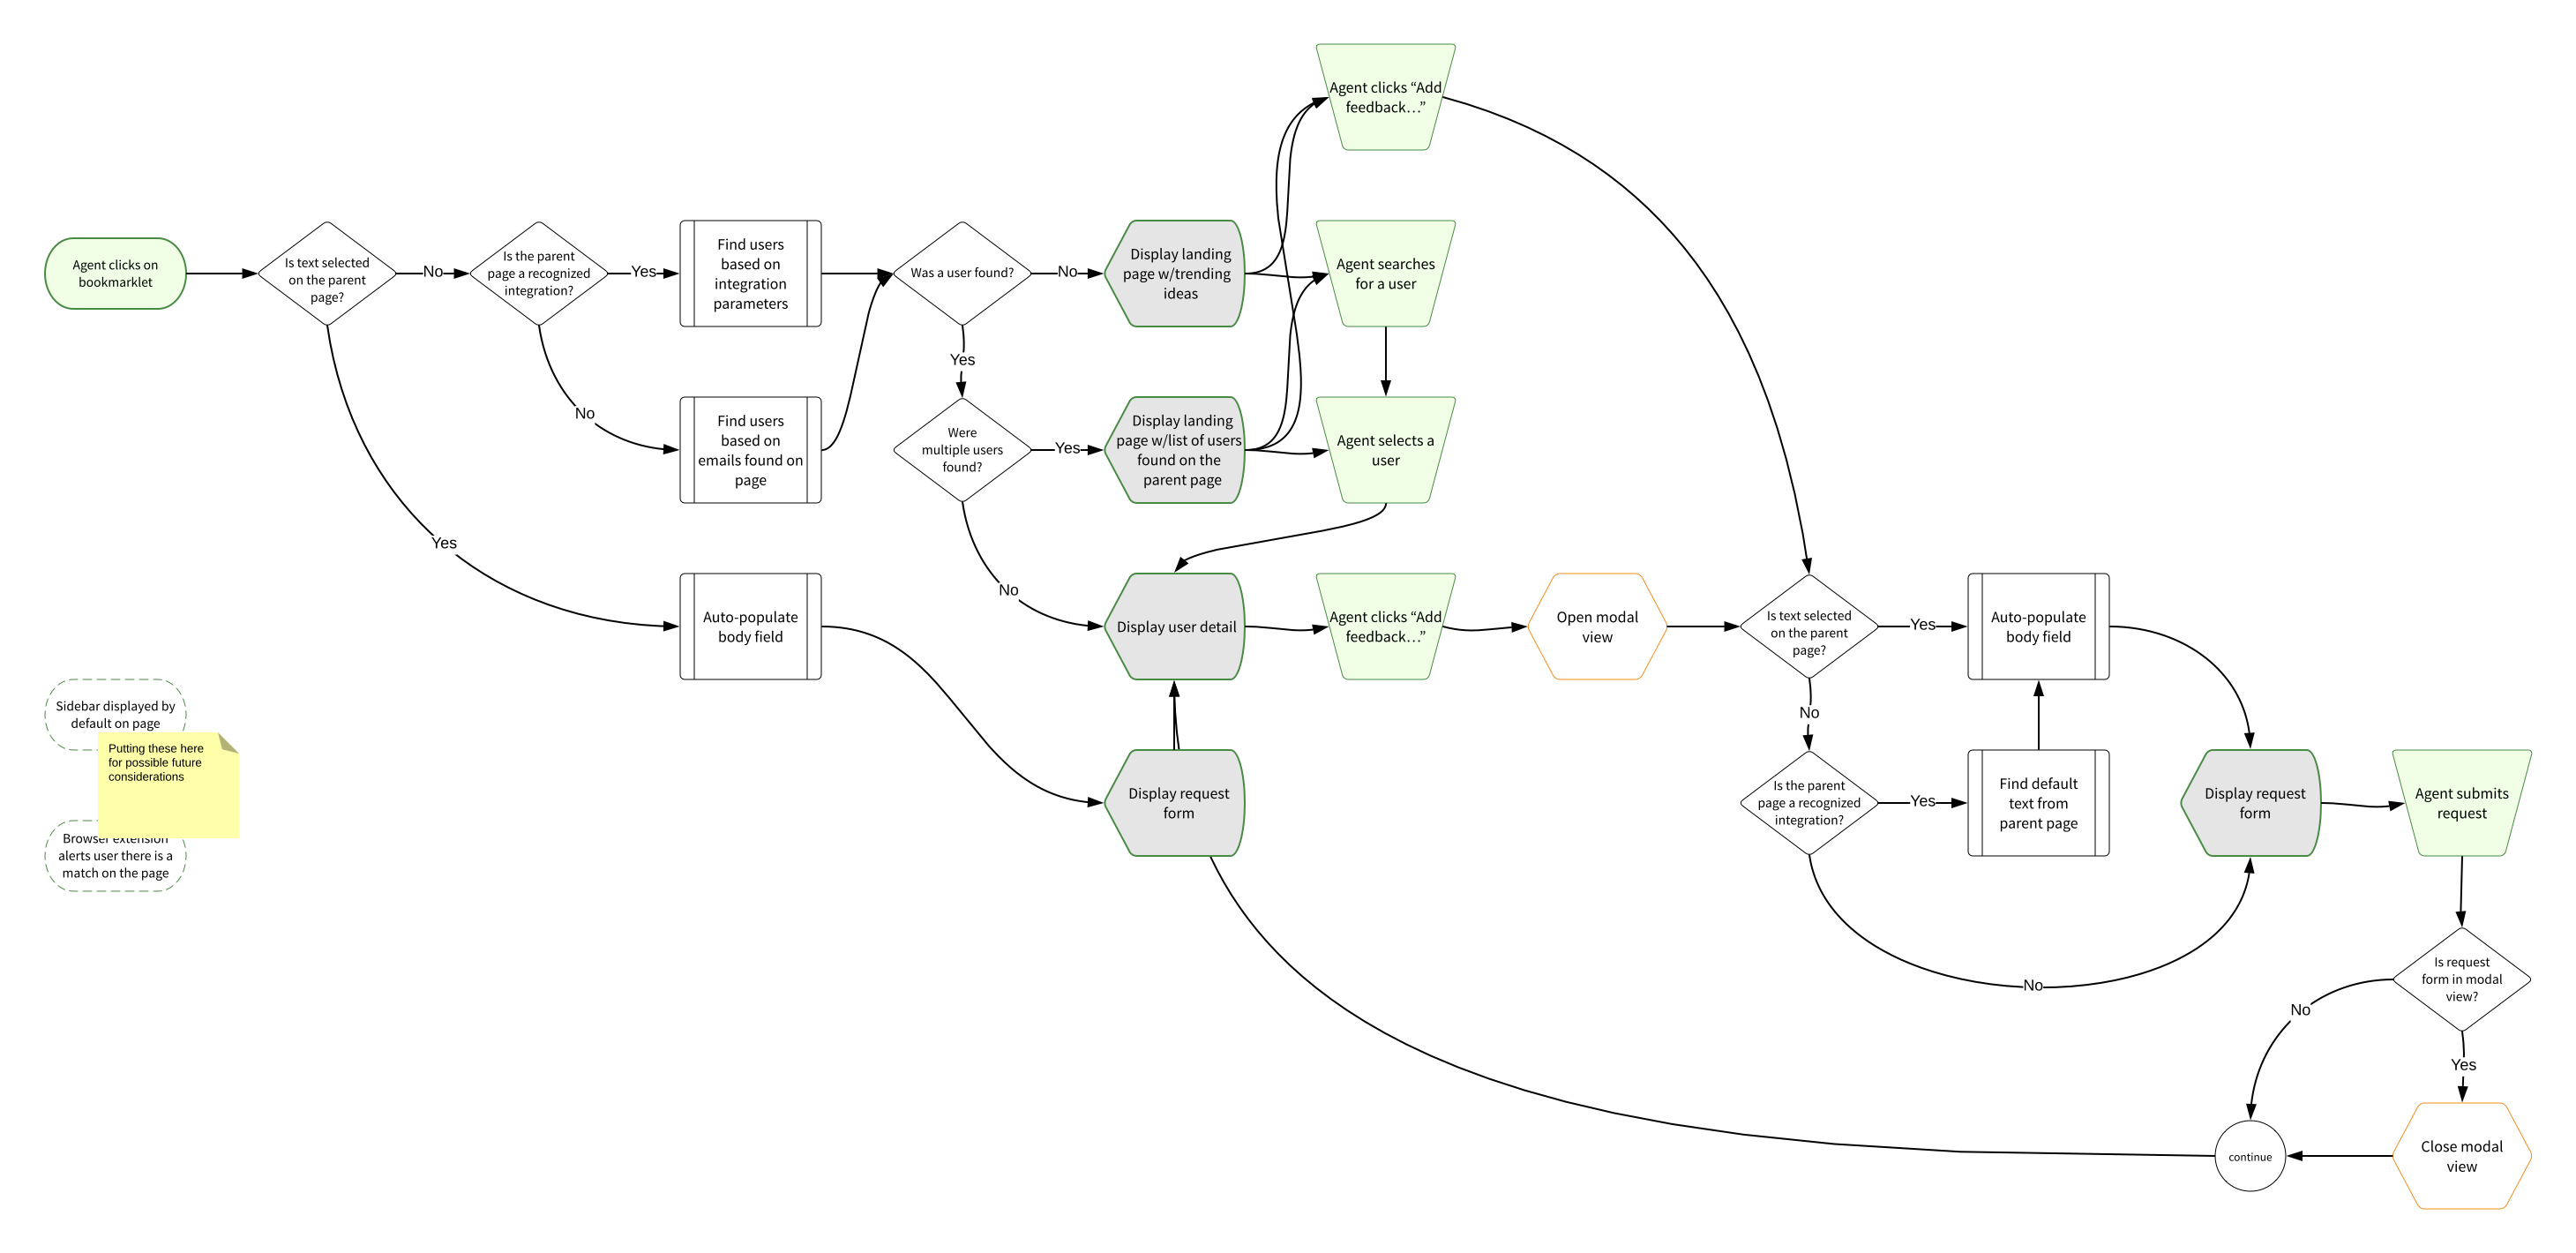 Agent clicks “Add
feedback…”
Agent clicks on
bookmarklet
Is text selected
on the parent
page?
No
Is the parent
page a recognized
integration?
Yes
Find users
based on
integration
parameters
Was a user found?
No
Display landing
page w/trending
ideas
Agent searches
for a user
Yes
No
Find users
based on
emails found on
page
Were
multiple users
found?
Yes
Display landing
page w/list of users
found on the
parent page
Agent selects a
user
Yes
No
Auto-populate
body field
Display user detail
Agent clicks “Add
feedback…”
Open modal
view
Is text selected
on the parent
page?
Yes
Auto-populate
body field
Sidebar displayed by
default on page
Putting these here
for possible future
considerations
Browser extension
alerts user there is a
match on the page
Display request
form
No
Is the parent
page a recognized
integration?
Yes
Find default
text from
parent page
Display request
form
Agent submits
request
No
Is request
form in modal
view?
No
Yes
continue
Close modal
view